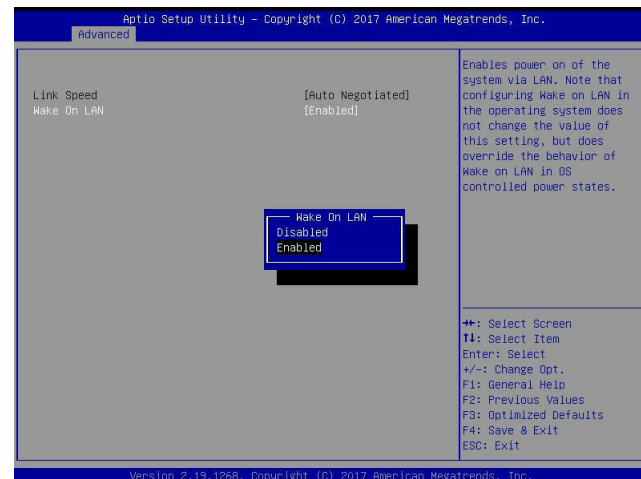 Aptio Setup Utility – Copyright (C) 2017 American Megatrends, Inc.
Advanced
Link Speed [Auto Negotiated]
Wake On LAN [Enabled]
Wake On LAN
Disabled
Enabled
Enables power on of the
system via LAN. Note that
configuring Wake on LAN in
the operating system does
not change the value of
this setting, but does
override the behavior of
Wake on LAN in OS
controlled power states.
→←: Select Screen
↑↓: Select Item
Enter: Select
+/-: Change Opt.
F1: General Help
F2: Previous Values
F3: Optimized Defaults
F4: Save & Exit
ESC: Exit
Version 2.19.1268. Copyright (C) 2017 American Megatrends, Inc.